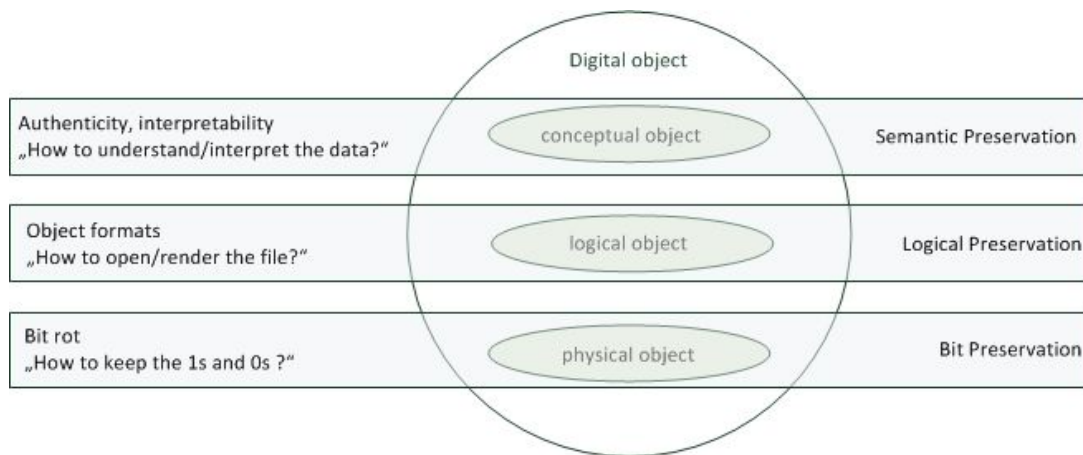 Digital object
Authenticity, interpretability
„How to understand/interpret the data?“
conceptual object
Semantic Preservation
Object formats
„How to open/render the file?“
logical object
Logical Preservation
Bit rot
„How to keep the 1s and 0s ?“
physical object
Bit Preservation